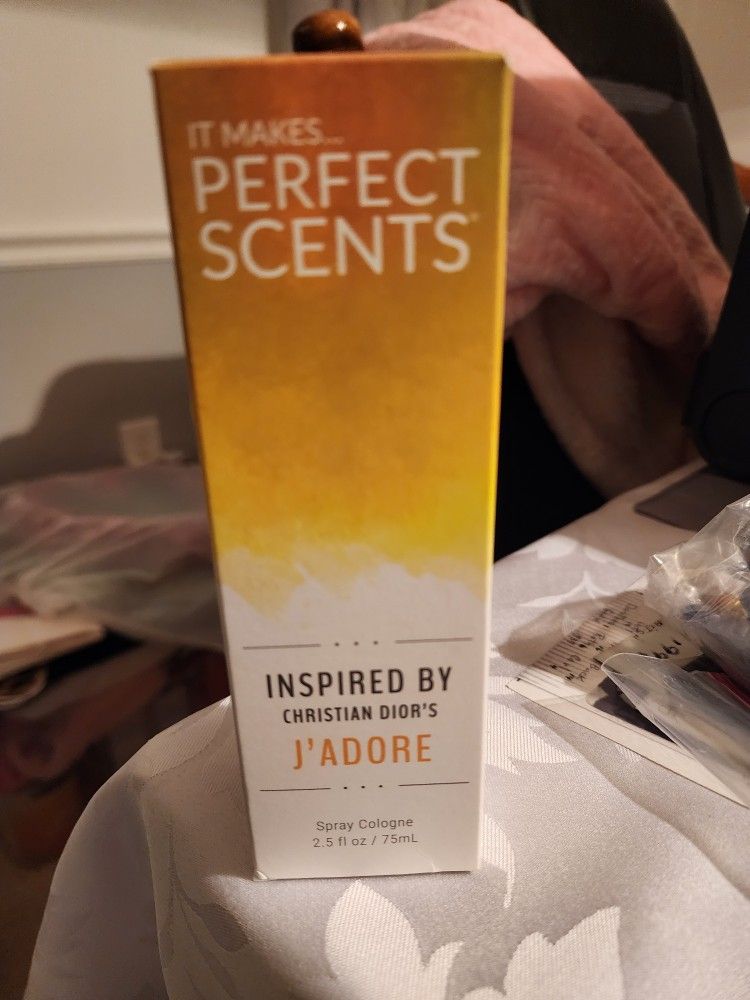 IT MAKES...
PERFECT
SCENTS
• • •
INSPIRED BY
CHRISTIAN DIOR'S
J'ADORE
• • •
Spray Cologne
2.5 fl oz / 75mL